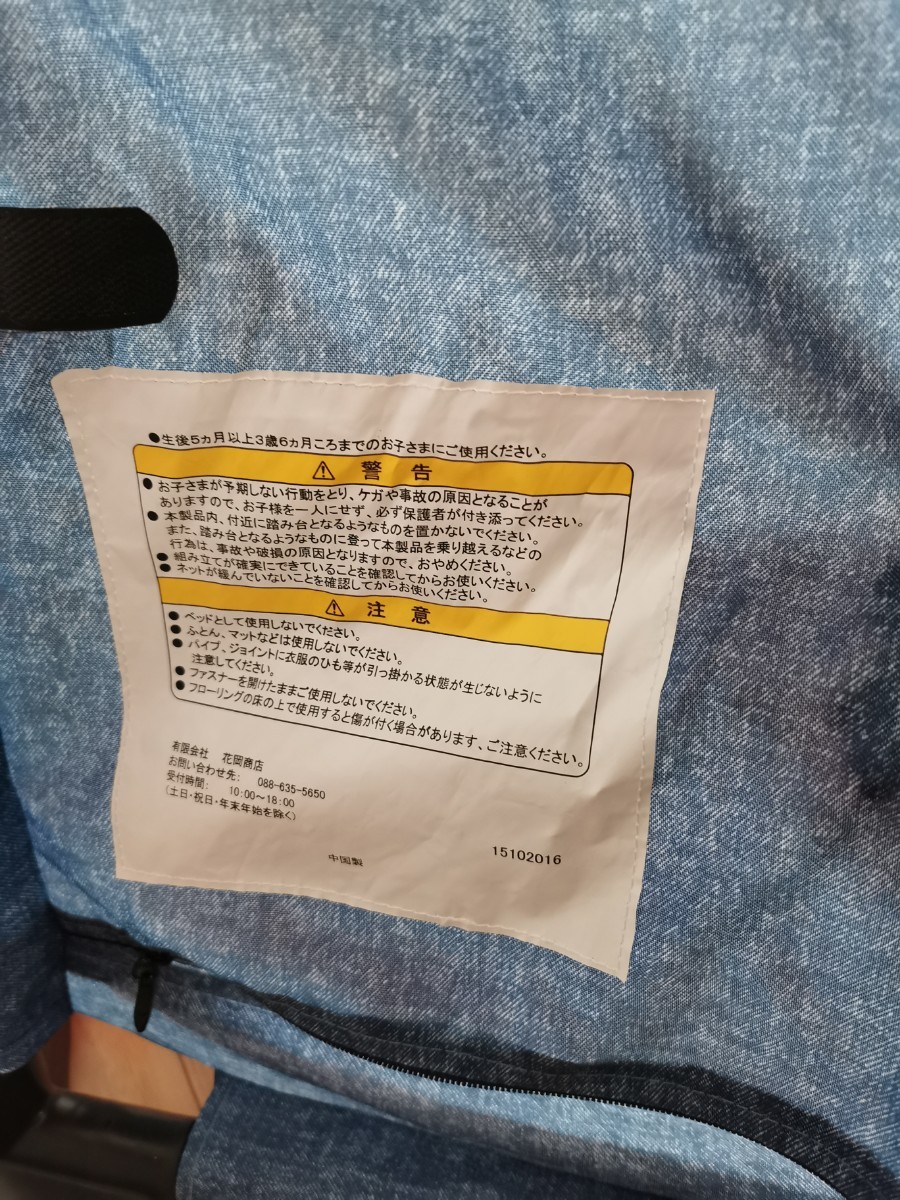 ●生後5ヵ月以上3歳6ヵ月ころまでのお子さまにご使用ください。
⚠ 警 告
●お子さまが予期しない行動をとり、ケガや事故の原因となることが
ありますので、お子様を一人にせず、必ず保護者が付き添ってください。
●本製品内、付近に踏み台となるようなものを置かないでください。
また、踏み台となるようなものに登って本製品を乗り越えるなどの
行為は、事故や破損の原因となりますので、おやめください。
●組み立てが確実にできていることを確認してからお使いください。
●ネットが緩んでいないことを確認してからお使いください。
⚠ 注 意
●ベッドとして使用しないでください。
●ふとん、マットなどは使用しないでください。
●パイプ、ジョイントに衣服のひも等が引っ掛かる状態が生じないように
注意してください。
●ファスナーを開けたままご使用しないでください。
●フローリングの床の上で使用すると傷が付く場合があります、ご注意ください。
有限会社 花岡商店
お問い合わせ先: 088-635-5650
受付時間: 10:00～18:00
(土日・祝日・年末年始を除く)
中国製
15102016